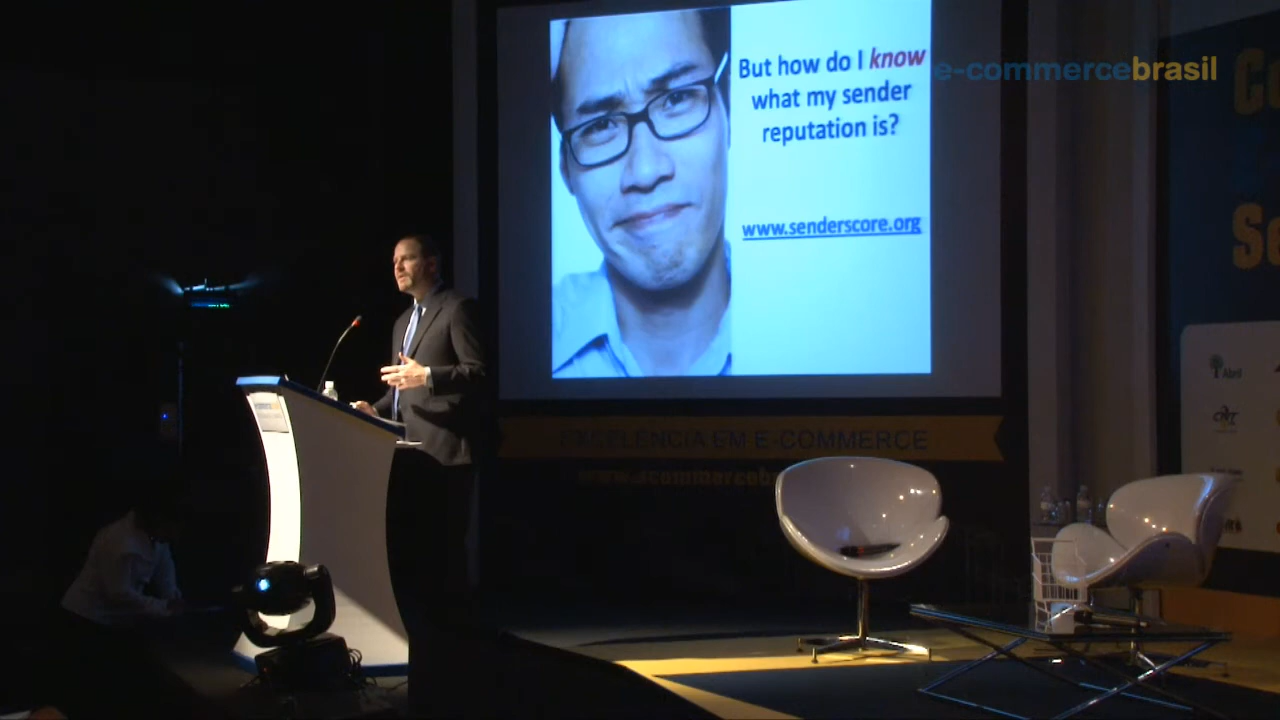 But how do I know
what my sender
reputation is?
www.senderscore.org
e-commercebrasil
EXCELÊNCIA EM E-COMMERCE
Abril